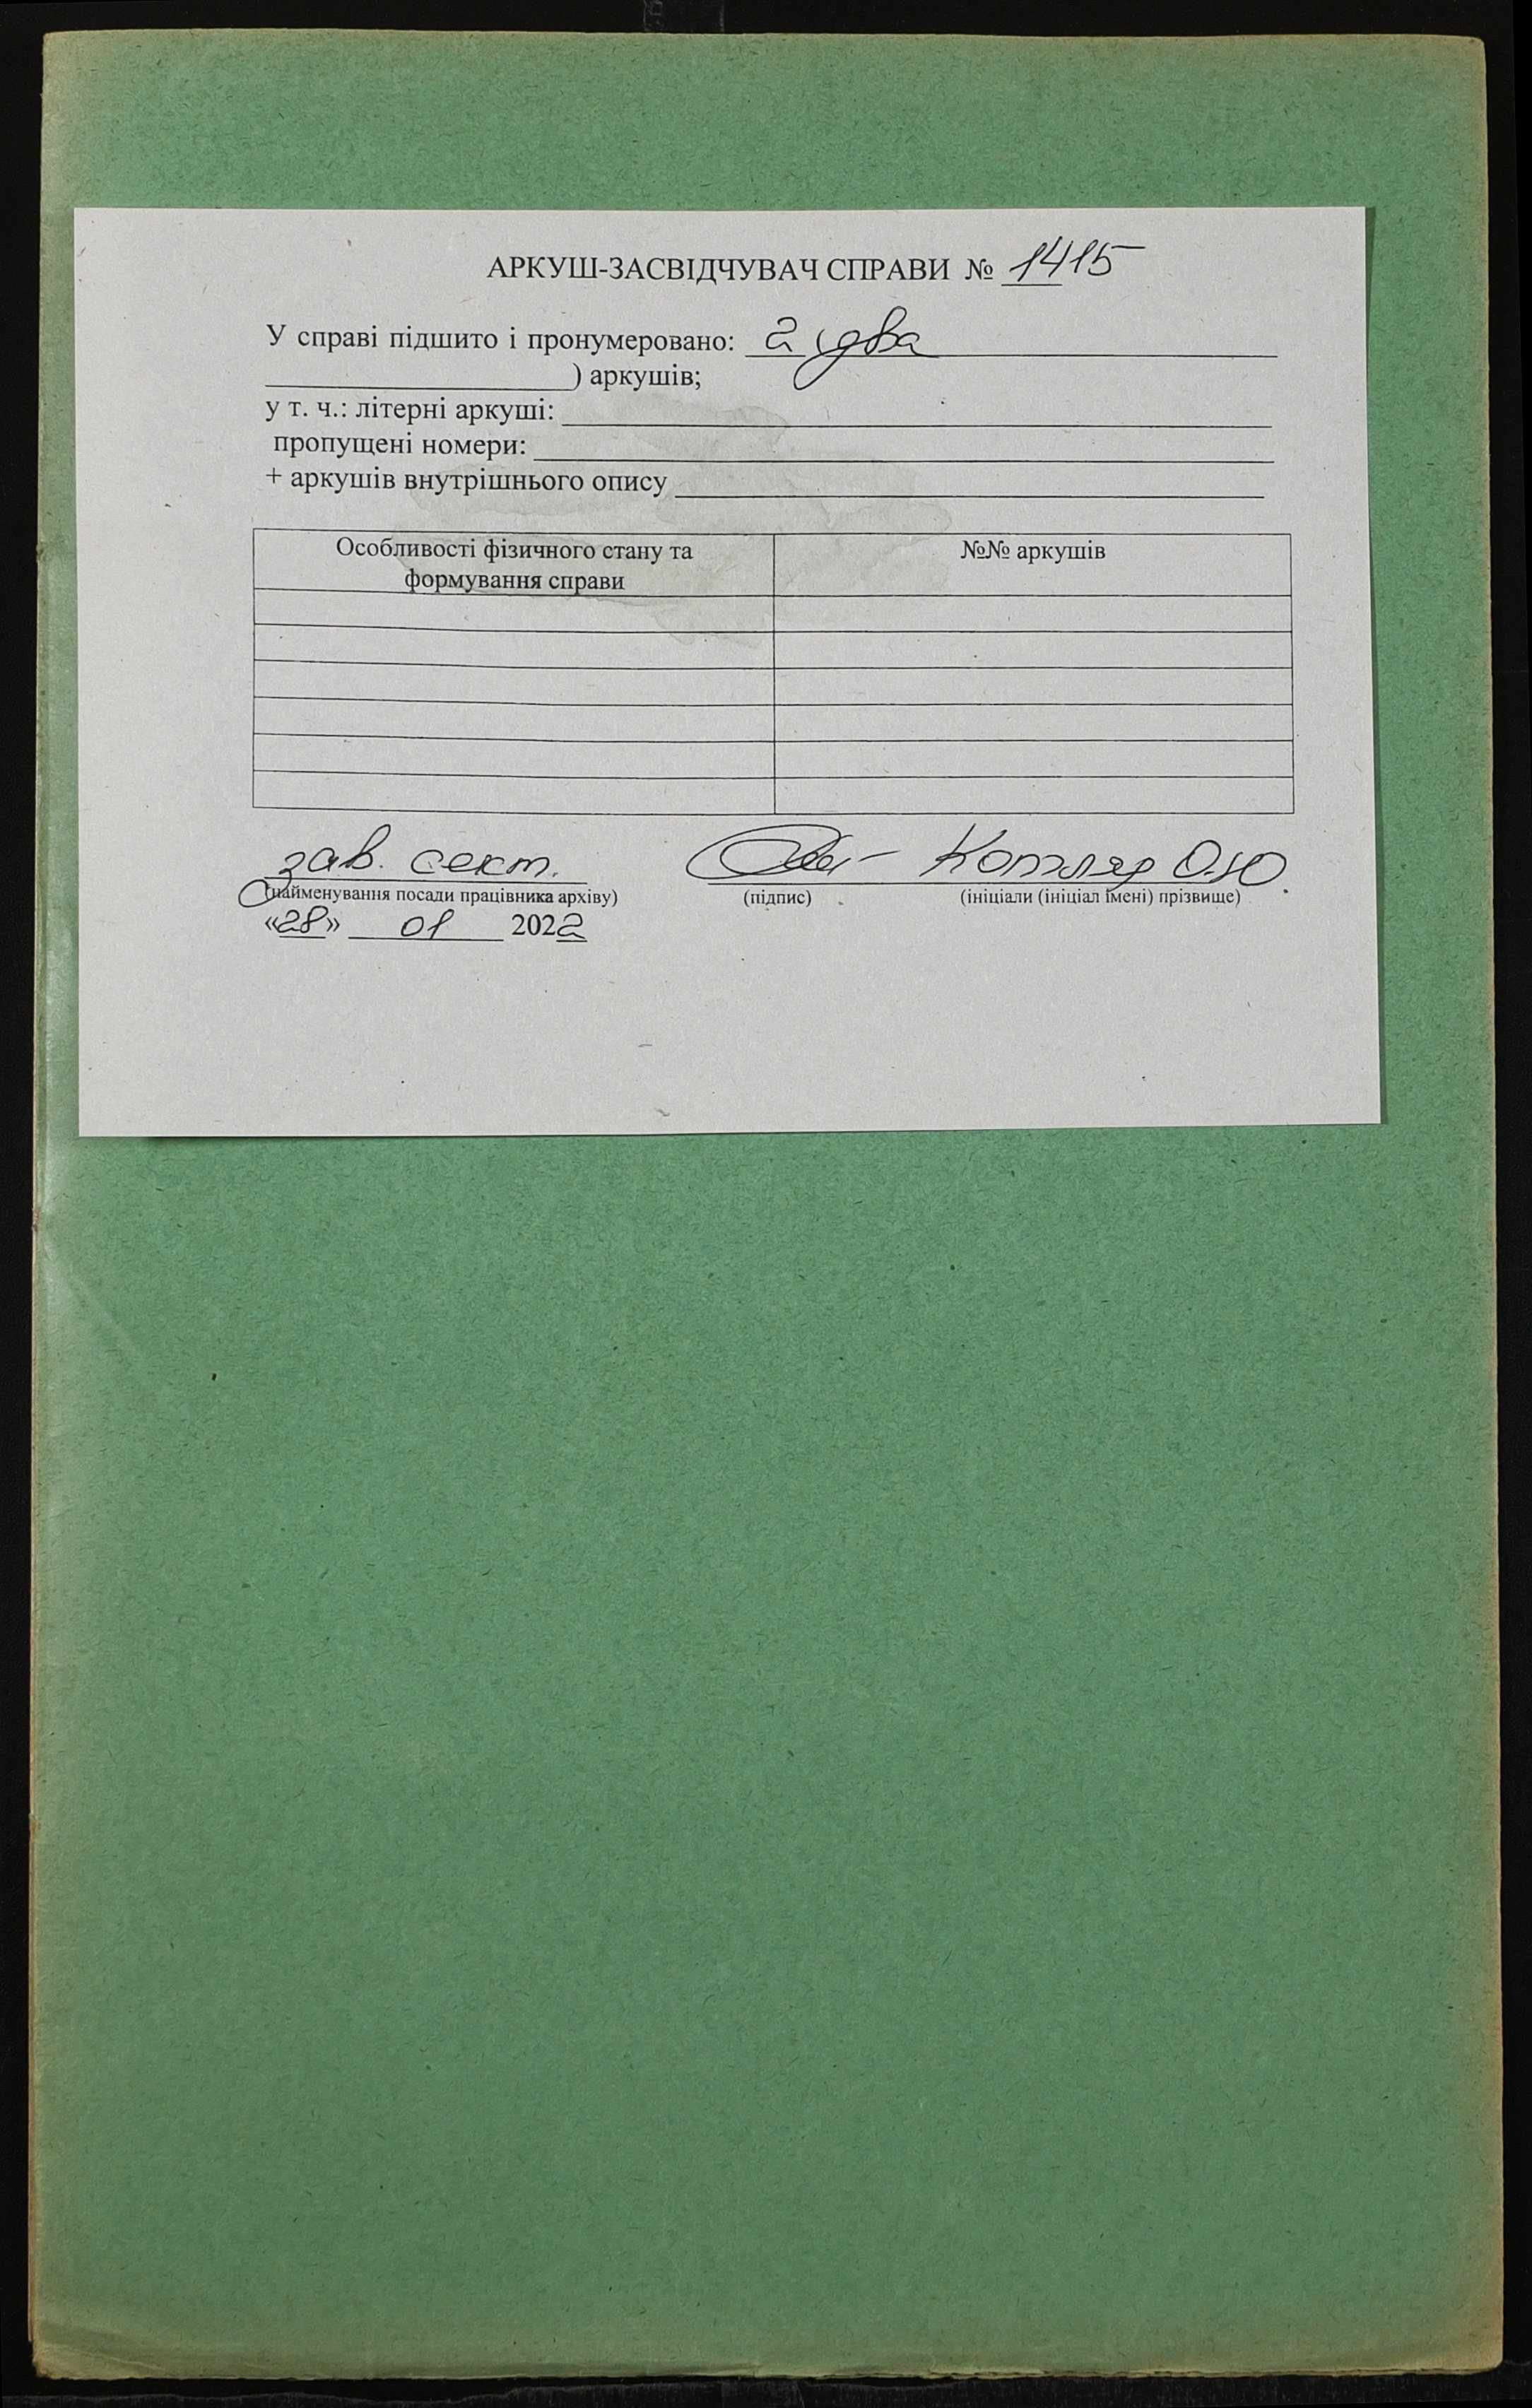 АРКУШ-ЗАСВІДЧУВАЧ СПРАВИ № 1415
У справі підшито і пронумеровано: 2 (два
) аркушів;
у т. ч.: літерні аркуші:
пропущені номери:
+ аркушів внутрішнього опису
Особливості фізичного стану та №№ аркушів
формування справи
зав. сект. Котляр О.Ю.
(найменування посади працівника архіву) (підпис) (ініціали (ініціал імені) прізвище)
«28» 01 2022